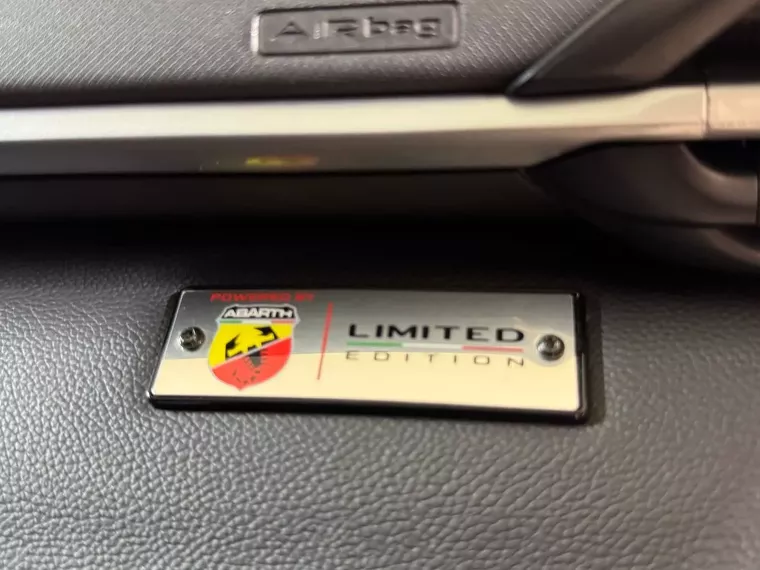 AIRbag
POWERED BY
ABARTH
LIMITED
EDITION